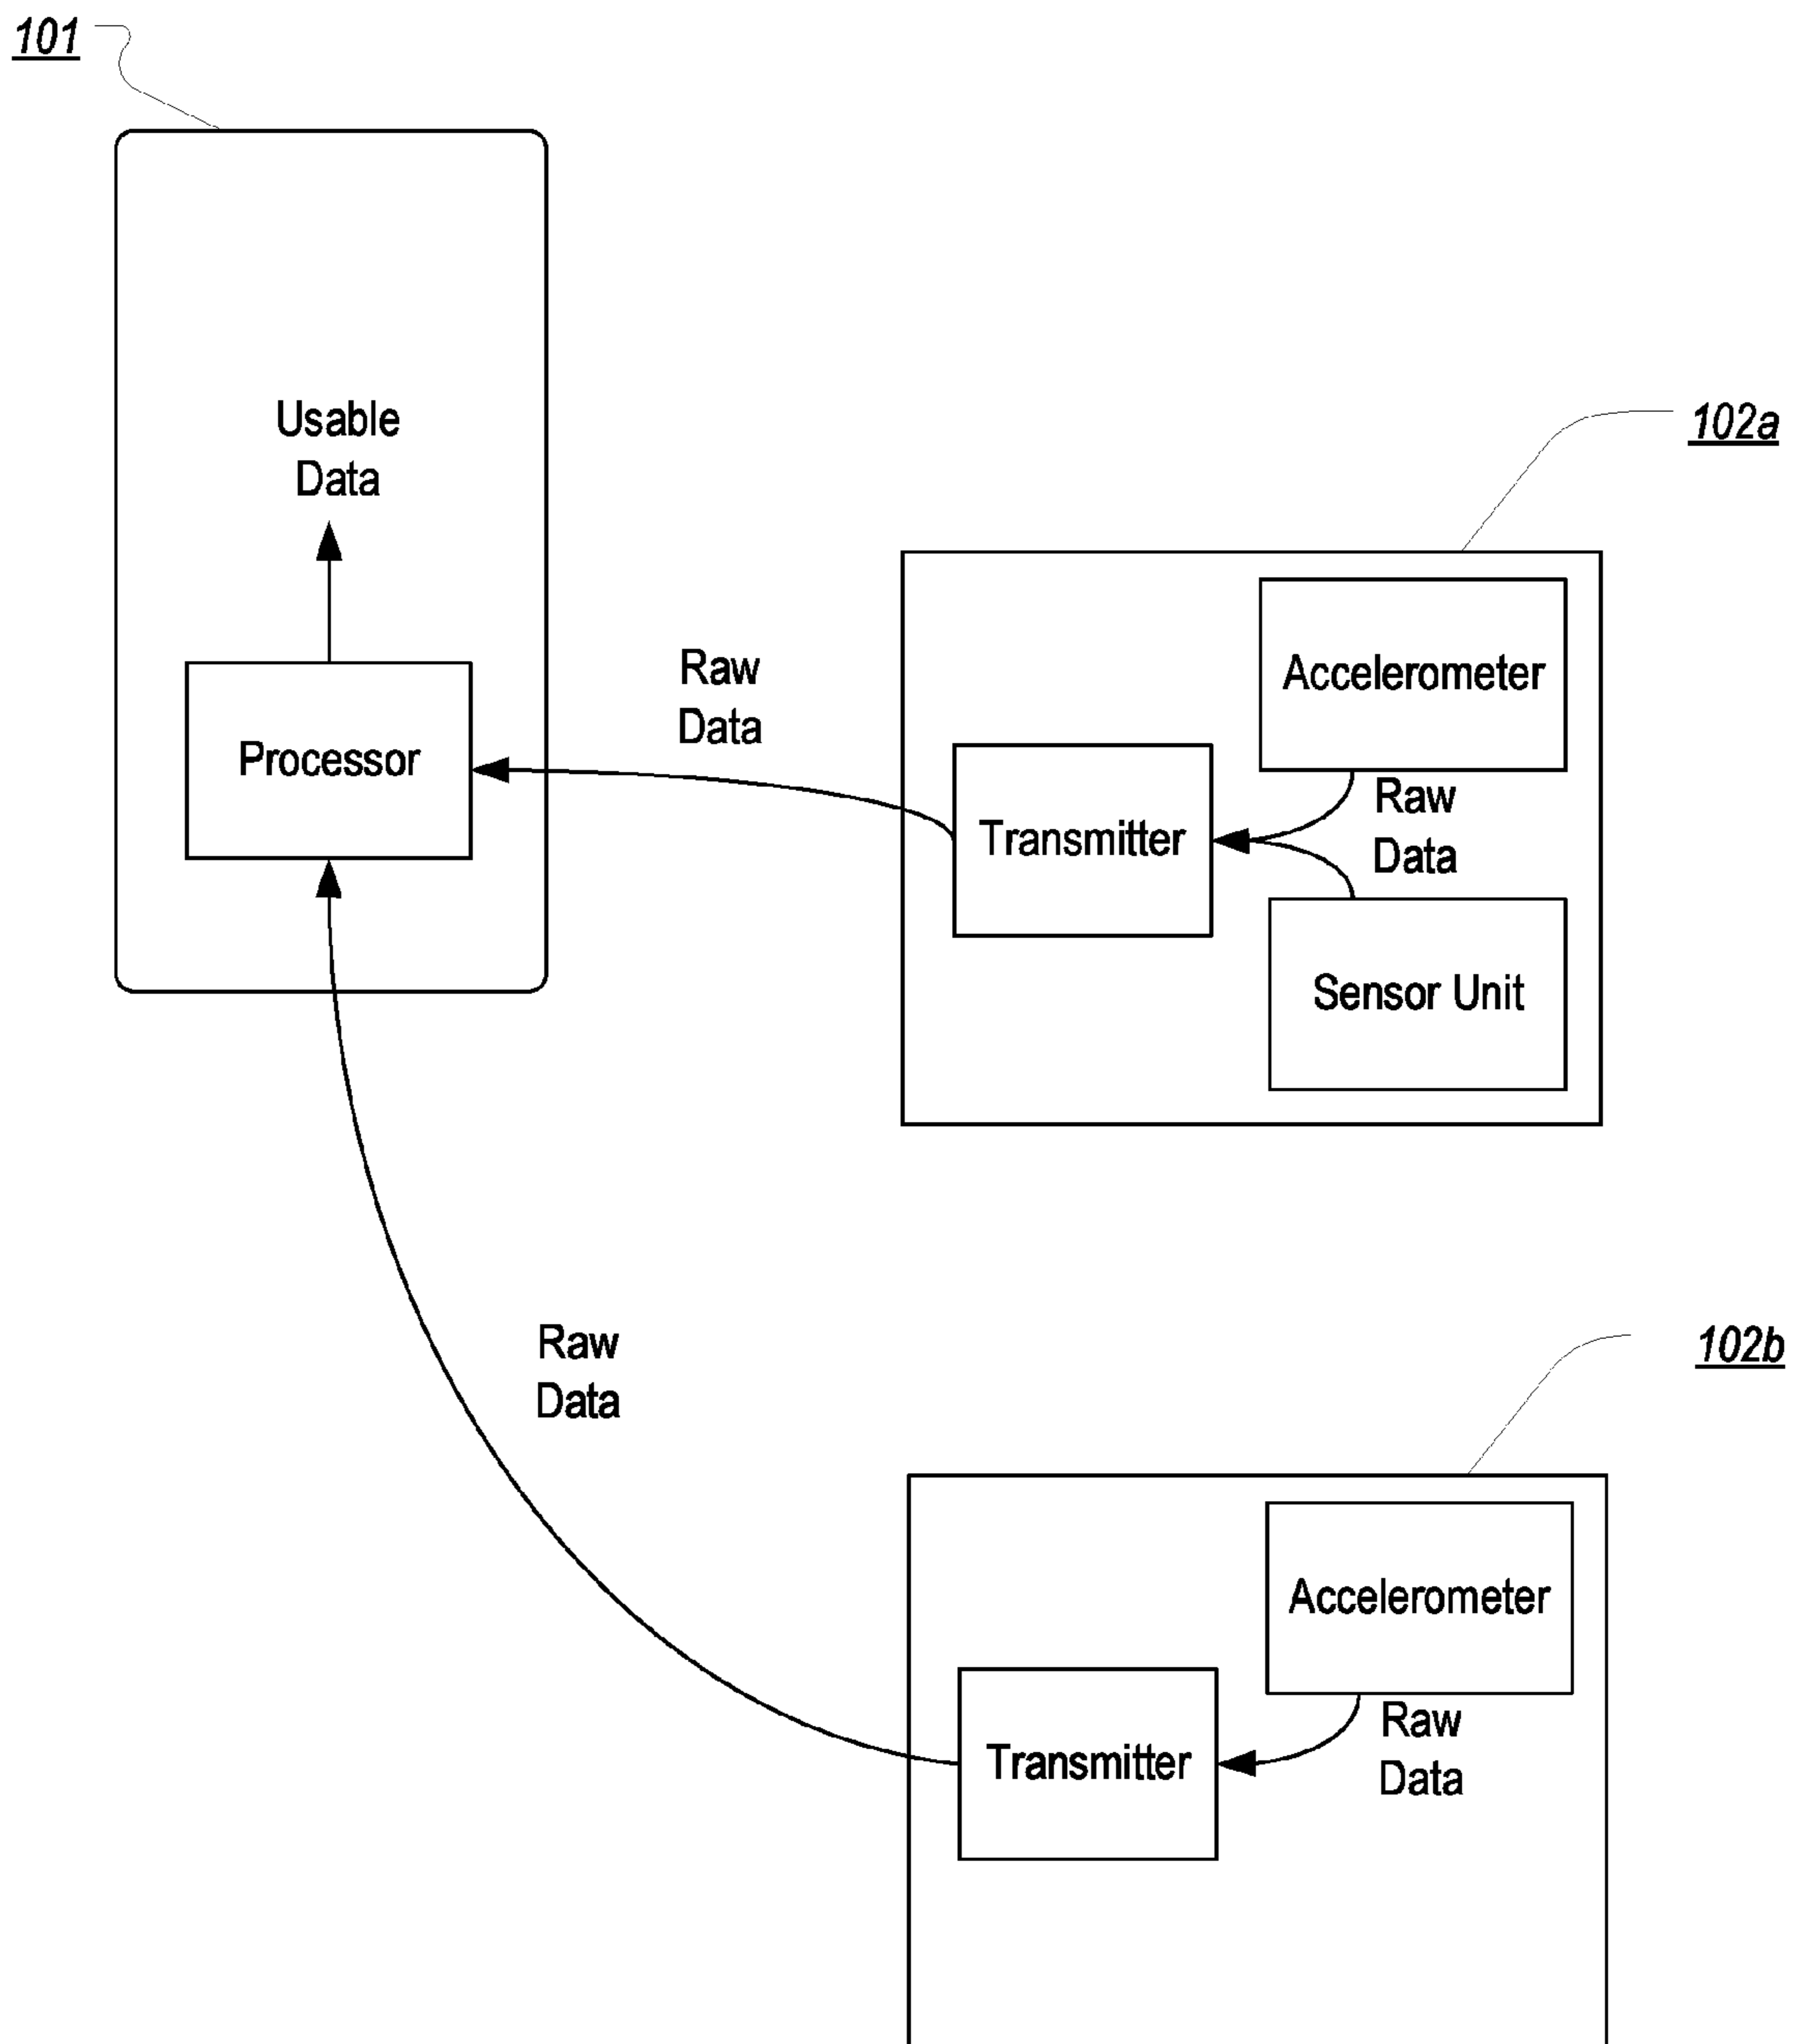 101
Usable
Data
102a
Raw
Data
Accelerometer
Processor
Transmitter
Raw
Data
Sensor Unit
Raw
Data
102b
Accelerometer
Transmitter
Raw
Data